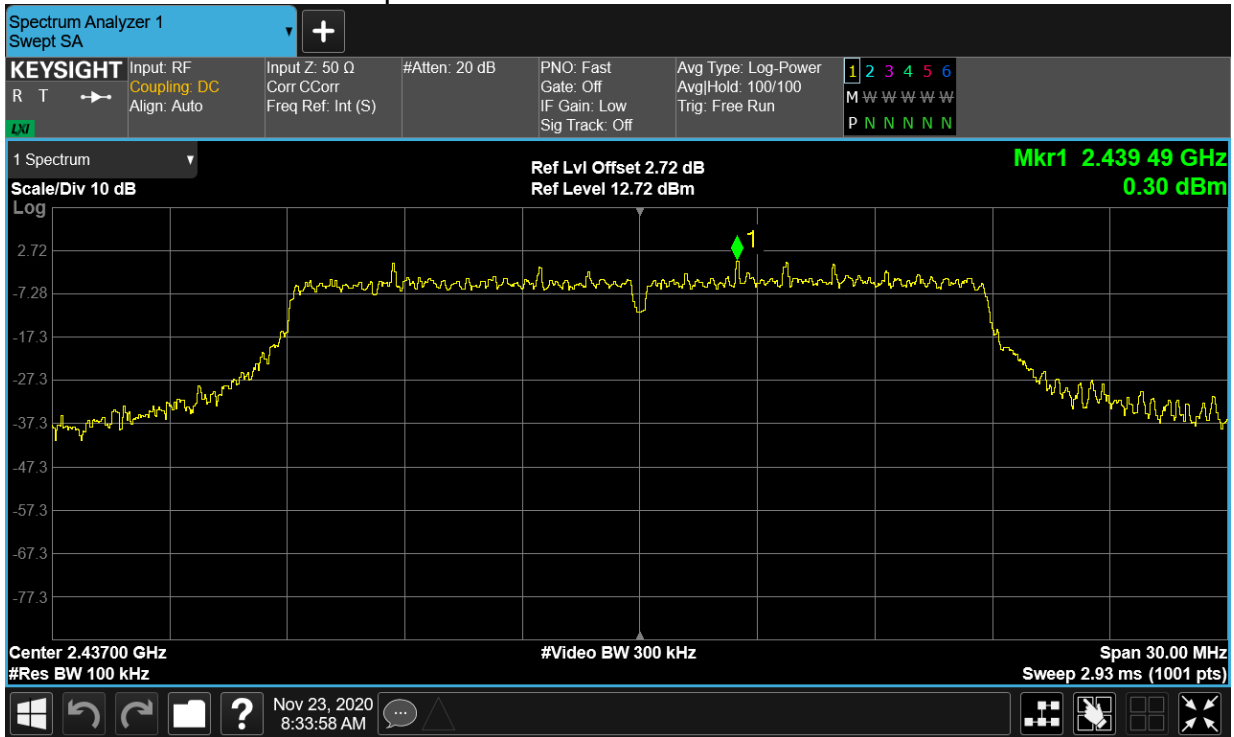 Spectrum Analyzer 1
Swept SA
KEYSIGHT
R T
LXI
Input: RF
Coupling: DC
Align: Auto
Input Z: 50 Ω
Corr CCorr
Freq Ref: Int (S)
#Atten: 20 dB
PNO: Fast
Gate: Off
IF Gain: Low
Sig Track: Off
Avg Type: Log-Power
Avg|Hold: 100/100
Trig: Free Run
1 2 3 4 5 6
M W W W W W
P N N N N N
1 Spectrum
Scale/Div 10 dB
Log
Ref Lvl Offset 2.72 dB
Ref Level 12.72 dBm
Mkr1 2.439 49 GHz
0.30 dBm
1
2.72
-7.28
-17.3
-27.3
-37.3
-47.3
-57.3
-67.3
-77.3
Center 2.43700 GHz
#Res BW 100 kHz
#Video BW 300 kHz
Span 30.00 MHz
Sweep 2.93 ms (1001 pts)
?
Nov 23, 2020
8:33:58 AM